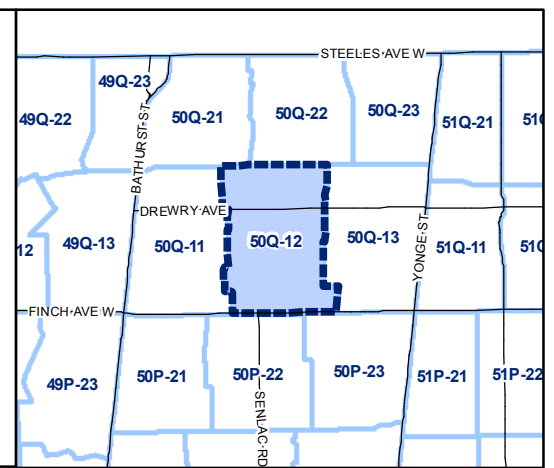 STEELES AVE W
49Q-23
49Q-22
50Q-21
50Q-22
50Q-23
51Q-21
BATHURST ST
DREWRY AVE
12
49Q-13
50Q-11
50Q-12
50Q-13
YONGE ST
51Q-11
FINCH AVE W
49P-23
50P-21
50P-22
50P-23
51P-21
51P-22
SENLAC RD